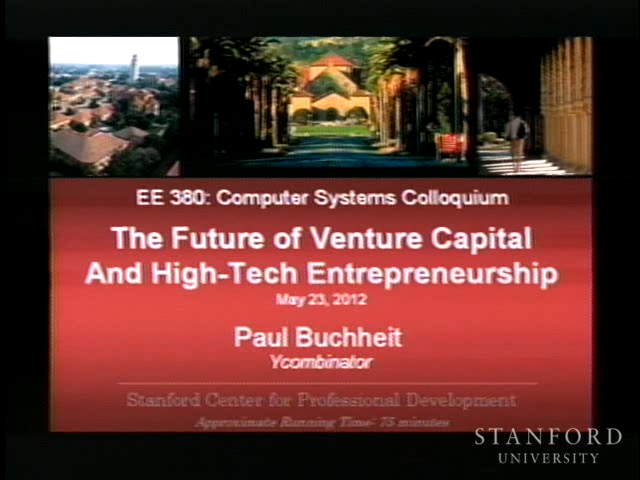 EE 380: Computer Systems Colloquium
The Future of Venture Capital
And High-Tech Entrepreneurship
May 23, 2012
Paul Buchheit
Ycombinator
Stanford Center for Professional Development
Approximate Running Time- 75 minutes
STANFORD
UNIVERSITY